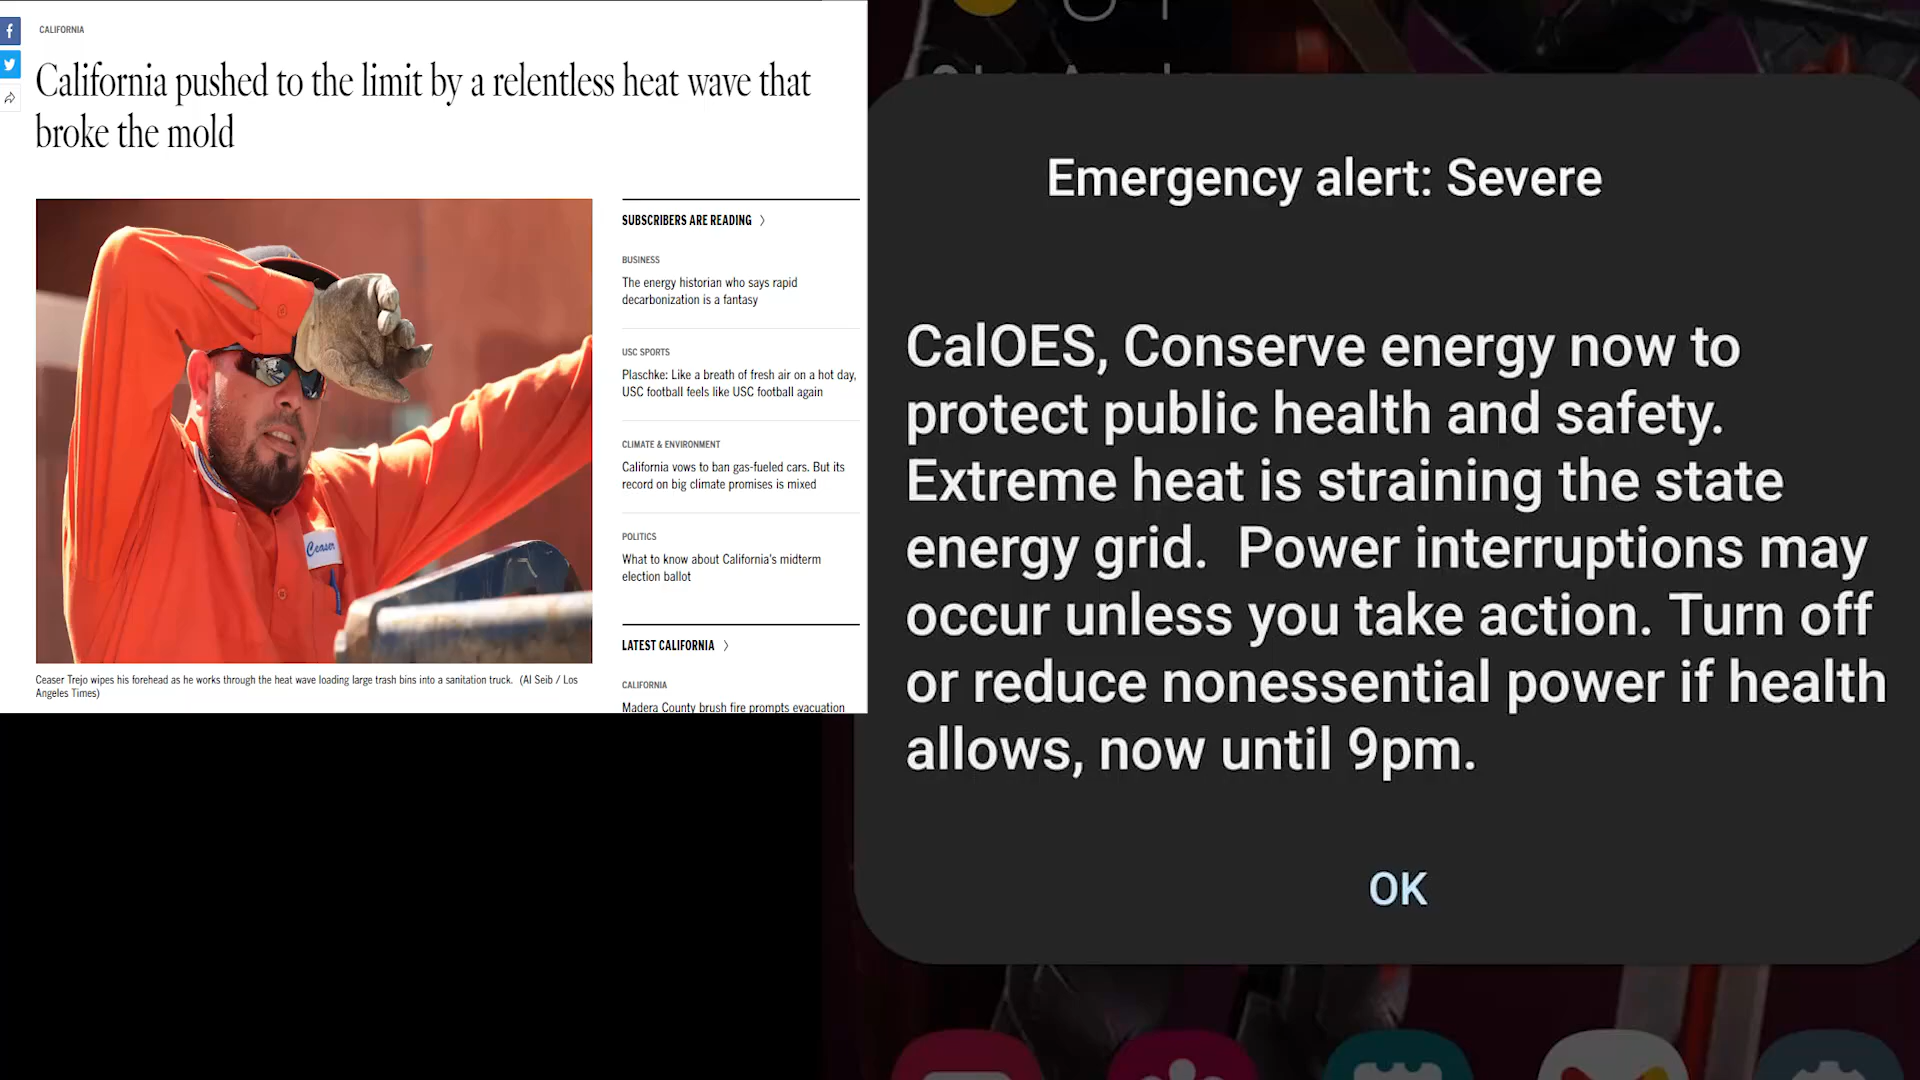 CALIFORNIA
California pushed to the limit by a relentless heat wave that
broke the mold
Ceaser
Ceaser Trejo wipes his forehead as he works through the heat wave loading large trash bins into a sanitation truck. (Al Seib / Los
Angeles Times)
SUBSCRIBERS ARE READING
BUSINESS
The energy historian who says rapid
decarbonization is a fantasy
USC SPORTS
Plaschke: Like a breath of fresh air on a hot day,
USC football feels like USC football again
CLIMATE & ENVIRONMENT
California vows to ban gas-fueled cars. But its
record on big climate promises is mixed
POLITICS
What to know about California's midterm
election ballot
LATEST CALIFORNIA
CALIFORNIA
Madera County brush fire prompts evacuation
Emergency alert: Severe
CalOES, Conserve energy now to
protect public health and safety.
Extreme heat is straining the state
energy grid. Power interruptions may
occur unless you take action. Turn off
or reduce nonessential power if health
allows, now until 9pm.
OK